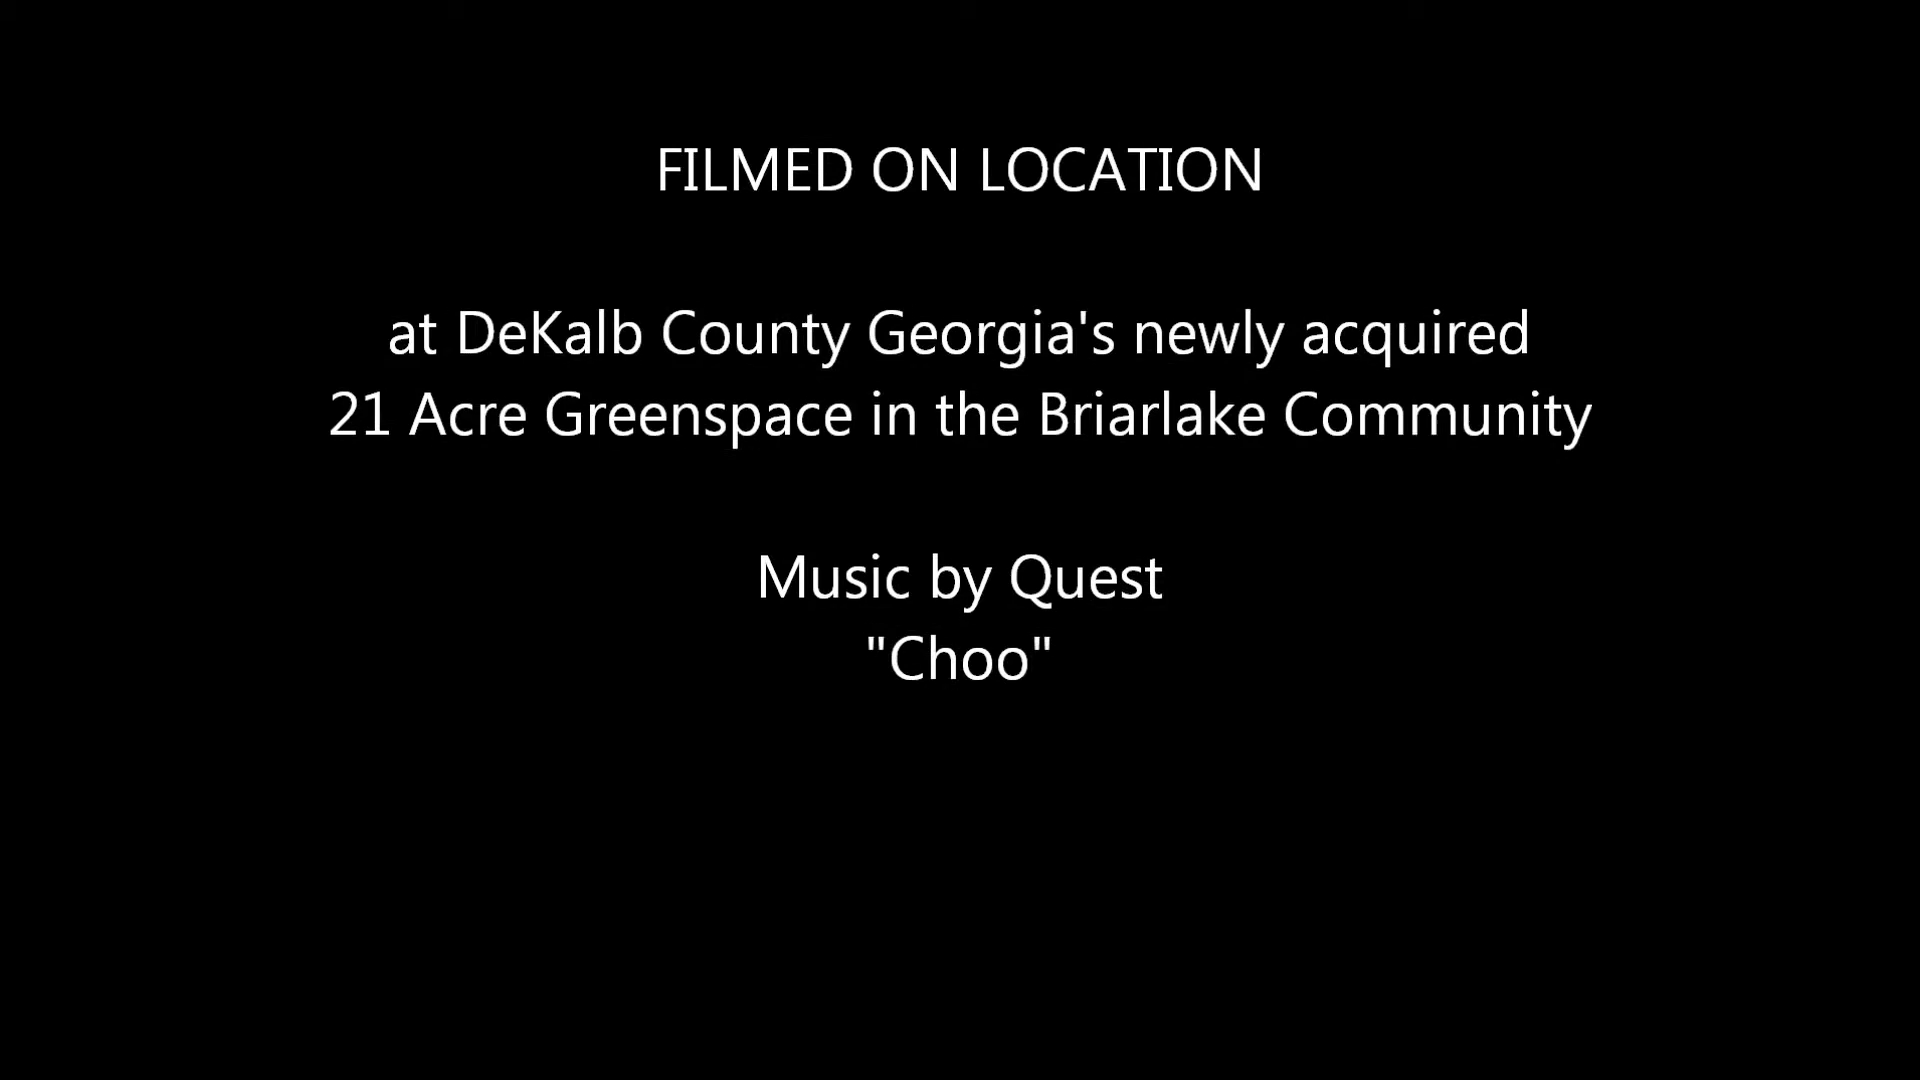 FILMED ON LOCATION
at DeKalb County Georgia's newly acquired
21 Acre Greenspace in the Briarlake Community
Music by Quest
"Choo"